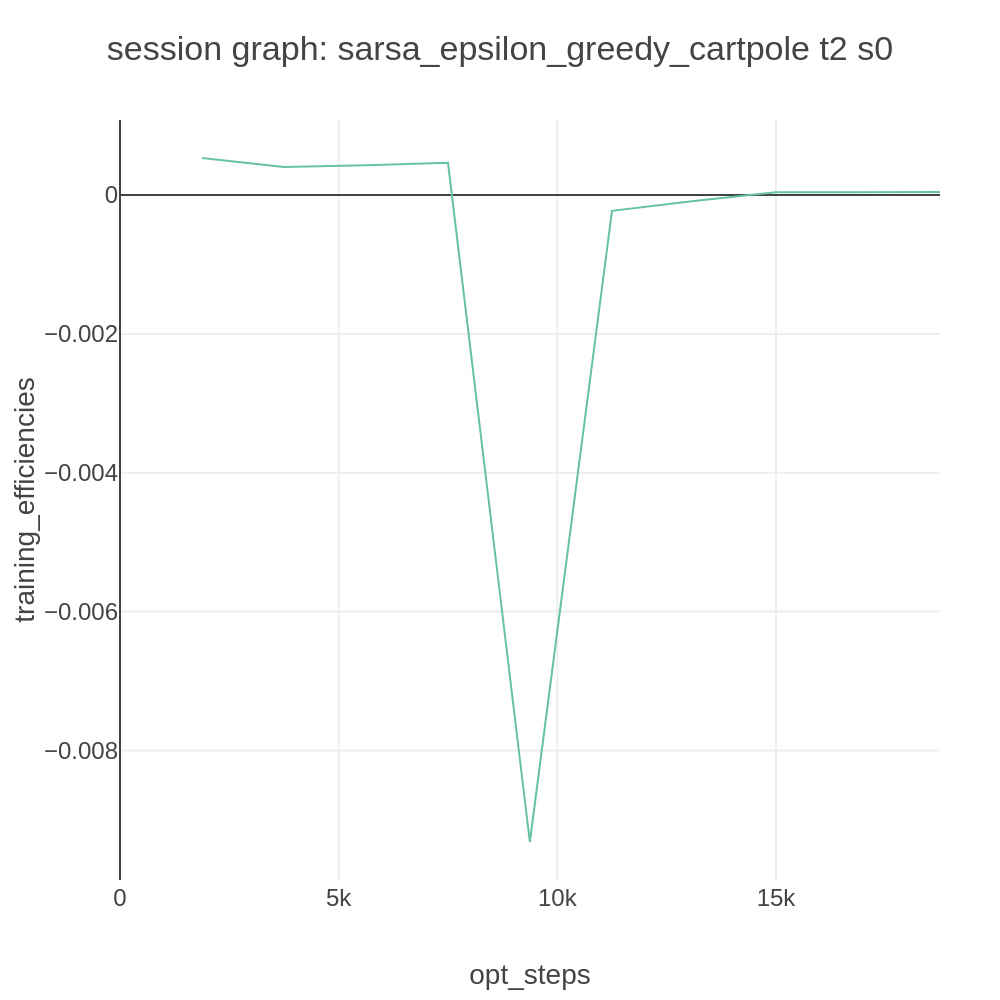 session graph: sarsa_epsilon_greedy_cartpole t2 s0
training_efficiencies
0
−0.002
−0.004
−0.006
−0.008
0
5k
10k
15k
opt_steps